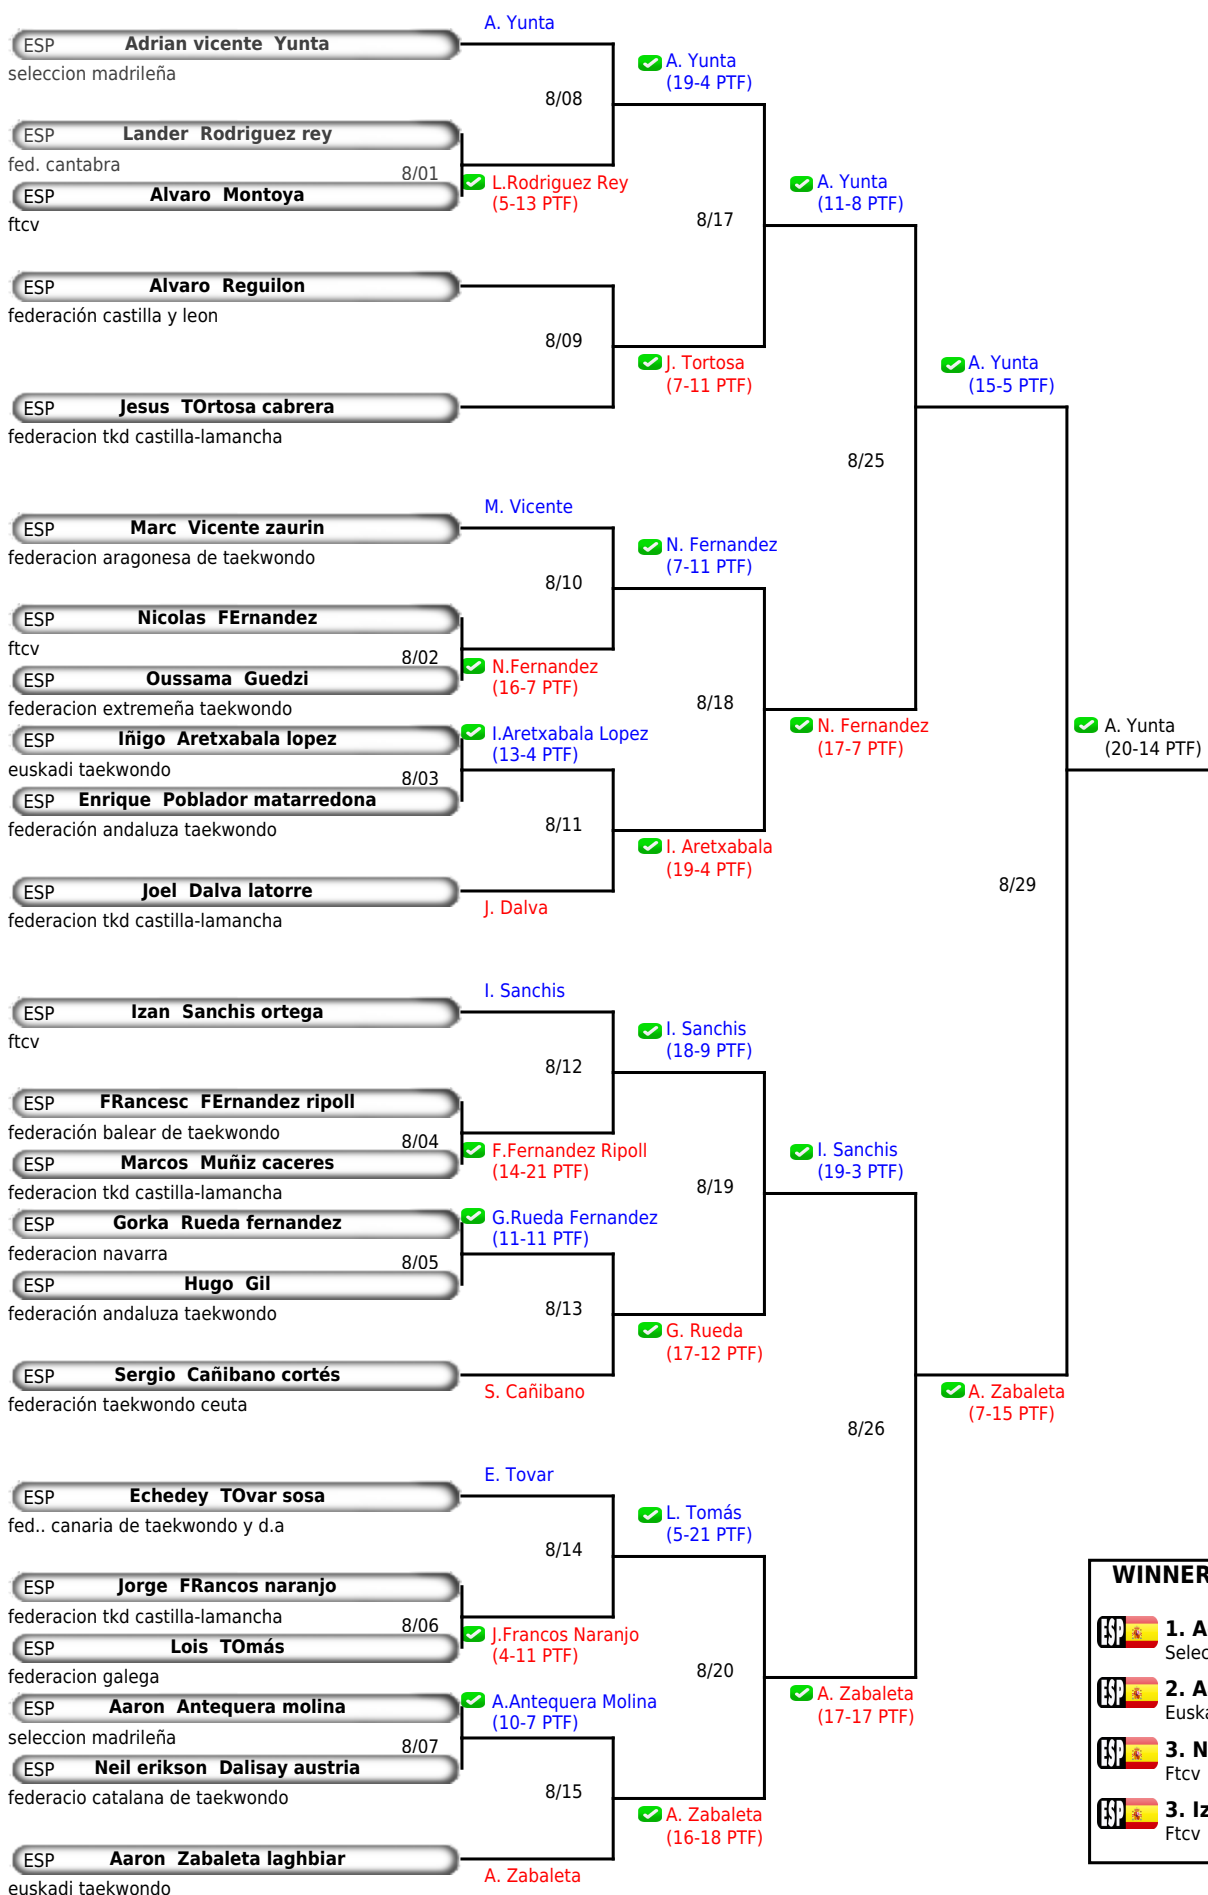 A. Yunta
ESP Adrian vicente Yunta
seleccion madrileña
A. Yunta
(19-4 PTF)
8/08
ESP Lander Rodriguez rey
fed. cantabra
8/01
L.Rodriguez Rey
(5-13 PTF)
ESP Alvaro Montoya
ftcv
A. Yunta
(11-8 PTF)
8/17
ESP Alvaro Reguilon
federación castilla y leon
8/09
J. Tortosa
(7-11 PTF)
A. Yunta
(15-5 PTF)
ESP Jesus TOrtosa cabrera
federacion tkd castilla-lamancha
8/25
M. Vicente
ESP Marc Vicente zaurin
federacion aragonesa de taekwondo
N. Fernandez
(7-11 PTF)
8/10
ESP Nicolas FErnandez
ftcv
8/02
N.Fernandez
(16-7 PTF)
ESP Oussama Guedzi
federacion extremeña taekwondo
8/18
N. Fernandez
(17-7 PTF)
A. Yunta
(20-14 PTF)
ESP Iñigo Aretxabala lopez
euskadi taekwondo
I.Aretxabala Lopez
(13-4 PTF)
8/03
ESP Enrique Poblador matarredona
federación andaluza taekwondo
8/11
I. Aretxabala
(19-4 PTF)
ESP Joel Dalva latorre
federacion tkd castilla-lamancha
J. Dalva
8/29
I. Sanchis
ESP Izan Sanchis ortega
ftcv
I. Sanchis
(18-9 PTF)
8/12
ESP FRancesc FErnandez ripoll
federación balear de taekwondo
8/04
F.Fernandez Ripoll
(14-21 PTF)
ESP Marcos Muñiz caceres
federacion tkd castilla-lamancha
I. Sanchis
(19-3 PTF)
8/19
ESP Gorka Rueda fernandez
federacion navarra
G.Rueda Fernandez
(11-11 PTF)
8/05
ESP Hugo Gil
federación andaluza taekwondo
8/13
G. Rueda
(17-12 PTF)
ESP Sergio Cañibano cortés
federación taekwondo ceuta
S. Cañibano
A. Zabaleta
(7-15 PTF)
8/26
E. Tovar
ESP Echedey TOvar sosa
fed.. canaria de taekwondo y d.a
L. Tomás
(5-21 PTF)
8/14
ESP Jorge FRancos naranjo
federacion tkd castilla-lamancha
8/06
J.Francos Naranjo
(4-11 PTF)
ESP Lois TOmás
federacion galega
8/20
A. Zabaleta
(17-17 PTF)
ESP Aaron Antequera molina
seleccion madrileña
A.Antequera Molina
(10-7 PTF)
8/07
ESP Neil erikson Dalisay austria
federacio catalana de taekwondo
8/15
A. Zabaleta
(16-18 PTF)
ESP Aaron Zabaleta laghbiar
euskadi taekwondo
A. Zabaleta
WINNER
ESP 1. A
Selec
ESP 2. A
Euska
ESP 3. N
Ftcv
ESP 3. Iz
Ftcv